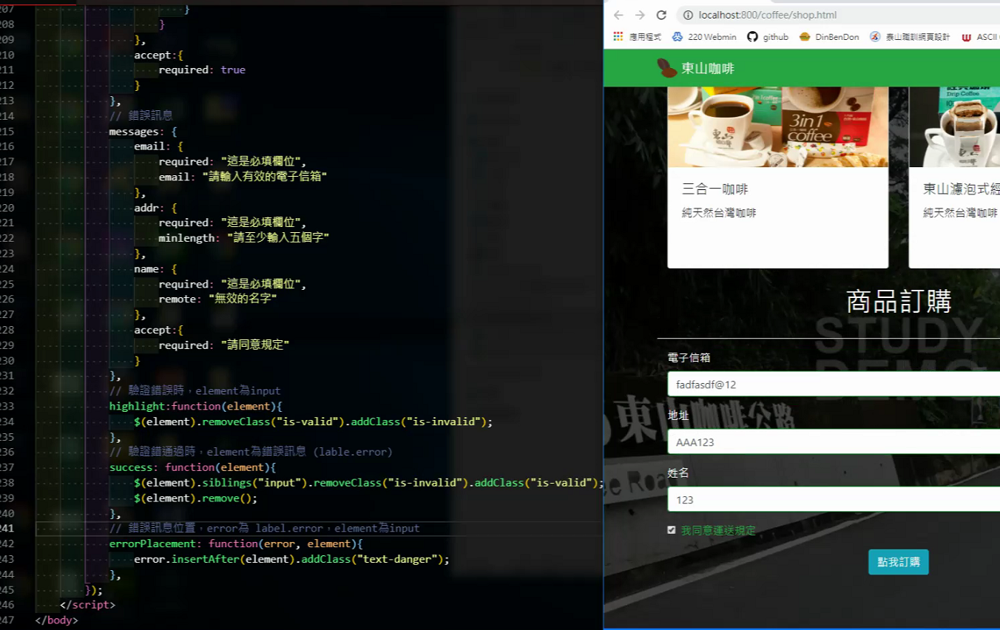 207 }
208 }
209 },
210 accept:{
211 required: true
212 }
213 },
214 // 錯誤訊息
215 messages: {
216 email: {
217 required: "這是必填欄位",
218 email: "請輸入有效的電子信箱"
219 },
220 addr: {
221 required: "這是必填欄位",
222 minlength: "請至少輸入五個字"
223 },
224 name: {
225 required: "這是必填欄位",
226 remote: "無效的名字"
227 },
228 accept:{
229 required: "請同意規定"
230 }
231 },
232 // 驗證錯誤時，element為input
233 highlight:function(element){
234 $(element).removeClass("is-valid").addClass("is-invalid");
235 },
236 // 驗證錯通過時，element為錯誤訊息 (lable.error)
237 success: function(element){
238 $(element).siblings("input").removeClass("is-invalid").addClass("is-valid");
239 $(element).remove();
240 },
241 // 錯誤訊息位置，error為 label.error，element為input
242 errorPlacement: function(error, element){
243 error.insertAfter(element).addClass("text-danger");
244 },
245 });
246 </script>
247 </body>
localhost:800/coffee/shop.html
應用程式 220 Webmin github DinBenDon 泰山職訓網頁設計 ASCII
東山咖啡
3in1
coffee
Drip Coffee
東山
三合一咖啡
純天然台灣咖啡
東山濾泡式經
純天然台灣咖啡
商品訂購
STUDY
DEMO
電子信箱
fadfasdf@12
東山咖啡公路
地址
AAA123
姓名
123
我同意運送規定
點我訂購